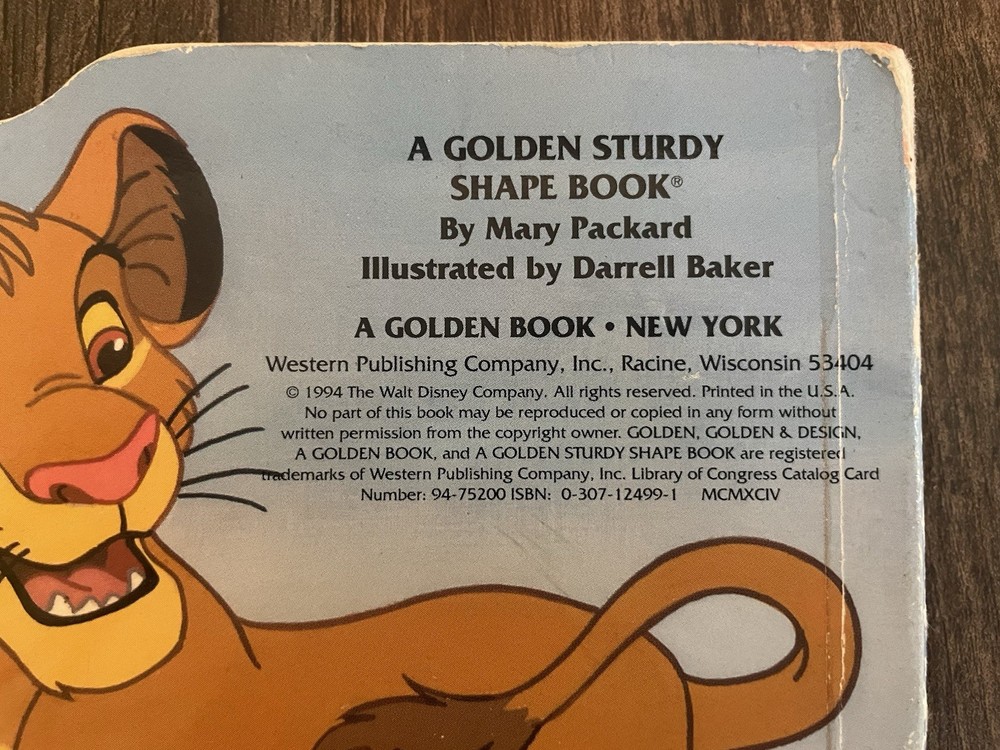 A GOLDEN STURDY
SHAPE BOOK®
By Mary Packard
Illustrated by Darrell Baker
A GOLDEN BOOK • NEW YORK
Western Publishing Company, Inc., Racine, Wisconsin 53404
© 1994 The Walt Disney Company. All rights reserved. Printed in the U.S.A.
No part of this book may be reproduced or copied in any form without
written permission from the copyright owner. GOLDEN, GOLDEN & DESIGN,
A GOLDEN BOOK, and A GOLDEN STURDY SHAPE BOOK are registered
trademarks of Western Publishing Company, Inc. Library of Congress Catalog Card
Number: 94-75200 ISBN: 0-307-12499-1 MCMXCIV